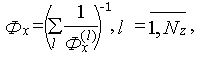 Φ_x = (∑_l 1/Φ_x^(l))^-1, l = \overline{1, N_z},